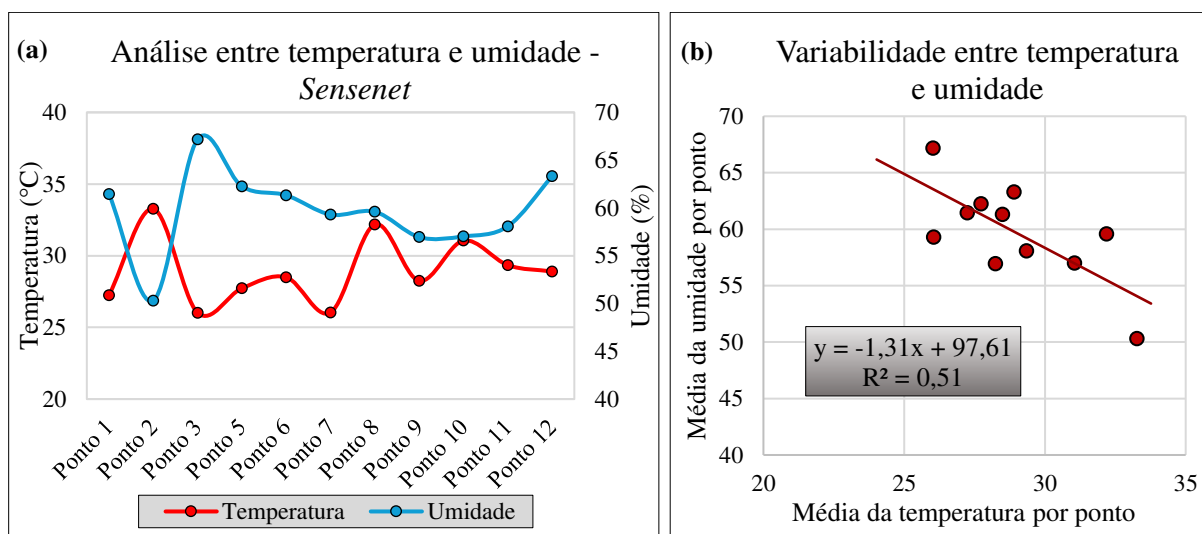 (a) Análise entre temperatura e umidade -
Sensenet
40
35
30
25
20
Temperatura (°C)
70
65
60
55
50
45
40
Umidade (%)
Ponto 1
Ponto 2
Ponto 3
Ponto 5
Ponto 6
Ponto 7
Ponto 8
Ponto 9
Ponto 10
Ponto 11
Ponto 12
Temperatura Umidade
(b) Variabilidade entre temperatura
e umidade
70
65
60
55
50
45
40
Média da umidade por ponto
y = -1,31x + 97,61
R² = 0,51
20 25 30 35
Média da temperatura por ponto